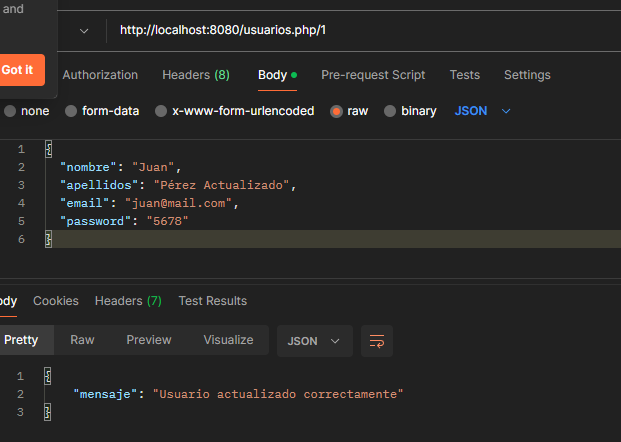 and
http://localhost:8080/usuarios.php/1
Got it
Authorization Headers (8) Body Pre-request Script Tests Settings
none form-data x-www-form-urlencoded raw binary JSON
1 {
2 "nombre": "Juan",
3 "apellidos": "Pérez Actualizado",
4 "email": "juan@mail.com",
5 "password": "5678"
6 }
ody Cookies Headers (7) Test Results
Pretty Raw Preview Visualize JSON
1 {
2 "mensaje": "Usuario actualizado correctamente"
3 }